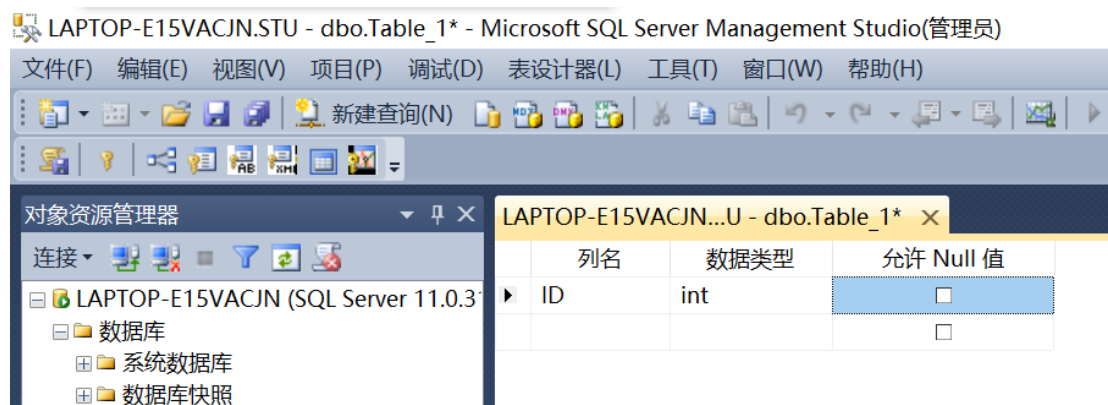 LAPTOP-E15VACJN.STU - dbo.Table_1* - Microsoft SQL Server Management Studio(管理员)
文件(F) 编辑(E) 视图(V) 项目(P) 调试(D) 表设计器(L) 工具(T) 窗口(W) 帮助(H)
新建查询(N)
对象资源管理器
LAPTOP-E15VACJN...U - dbo.Table_1*
连接
列名 数据类型 允许 Null 值
LAPTOP-E15VACJN (SQL Server 11.0.31
ID int
数据库
系统数据库
数据库快照